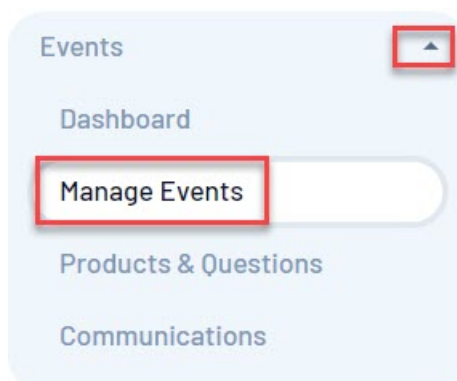 Events
Dashboard
Manage Events
Products & Questions
Communications